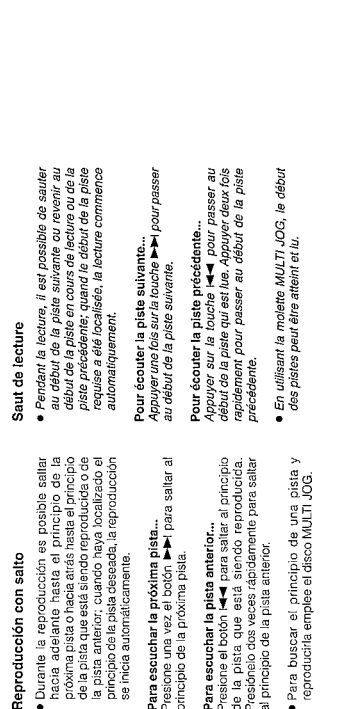 Reproducción con salto
● Durante la reproducción es posible saltar
hacia adelante hasta el principio de la
próxima pista o hacia atrás hasta el principio
de la pista que está siendo reproducida o de
la pista anterior; cuando haya localizado el
principio de la pista deseada, la reproducción
se inicia automáticamente.
Para escuchar la próxima pista...
Presione una vez el botón ▶▶I para saltar al
principio de la próxima pista.
Para escuchar la pista anterior...
Presione el botón I◀◀ para saltar al principio
de la pista que está siendo reproducida.
Presiónelo dos veces rápidamente para saltar
al principio de la pista anterior.
● Para buscar el principio de una pista y
reproducirla emplee el disco MULTI JOG.
Saut de lecture
● Pendant la lecture, il est possible de sauter
au début de la piste suivante ou revenir au
début de la piste en cours de lecture ou de la
piste précédente; quand le début de la piste
requise a été localisée, la lecture commence
automatiquement.
Pour écouter la piste suivante...
Appuyer une fois sur la touche ▶▶I pour passer
au début de la piste suivante.
Pour écouter la piste précédente...
Appuyer sur la touche I◀◀ pour passer au
début de la piste qui est lue. Appuyer deux fois
rapidement pour passer au début de la piste
précédente.
● En utilisant la molette MULTI JOG, le début
des pistes peut être atteint et lu.